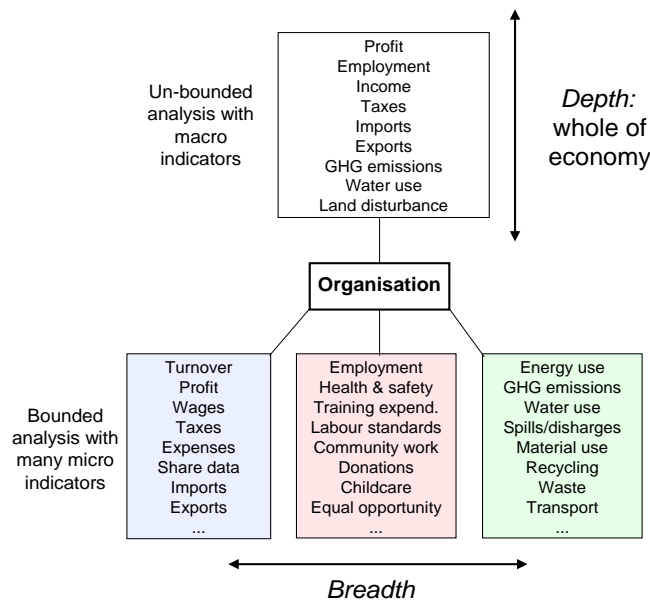 Profit
Employment
Income
Taxes
Imports
Exports
GHG emissions
Water use
Land disturbance
Un-bounded
analysis with
macro
indicators
Depth:
whole of
economy
Organisation
Bounded
analysis with
many micro
indicators
Turnover
Profit
Wages
Taxes
Expenses
Share data
Imports
Exports
...
Employment
Health & safety
Training expend.
Labour standards
Community work
Donations
Childcare
Equal opportunity
...
Energy use
GHG emissions
Water use
Spills/disharges
Material use
Recycling
Waste
Transport
...
Breadth